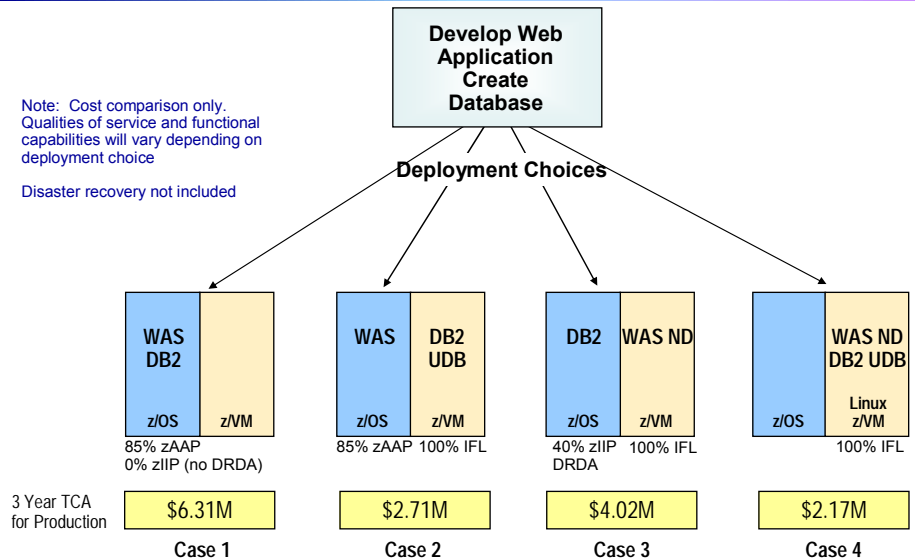 Develop Web
Application
Create
Database
Note: Cost comparison only.
Qualities of service and functional
capabilities will vary depending on
deployment choice
Disaster recovery not included
Deployment Choices
WAS
DB2
z/OS
z/VM
85% zAAP
0% zIIP (no DRDA)
WAS
z/OS
DB2
UDB
z/VM
85% zAAP
100% IFL
DB2
z/OS
WAS ND
z/VM
40% zIIP
DRDA
100% IFL
z/OS
WAS ND
DB2 UDB
Linux
z/VM
100% IFL
3 Year TCA
for Production
$6.31M
$2.71M
$4.02M
$2.17M
Case 1
Case 2
Case 3
Case 4